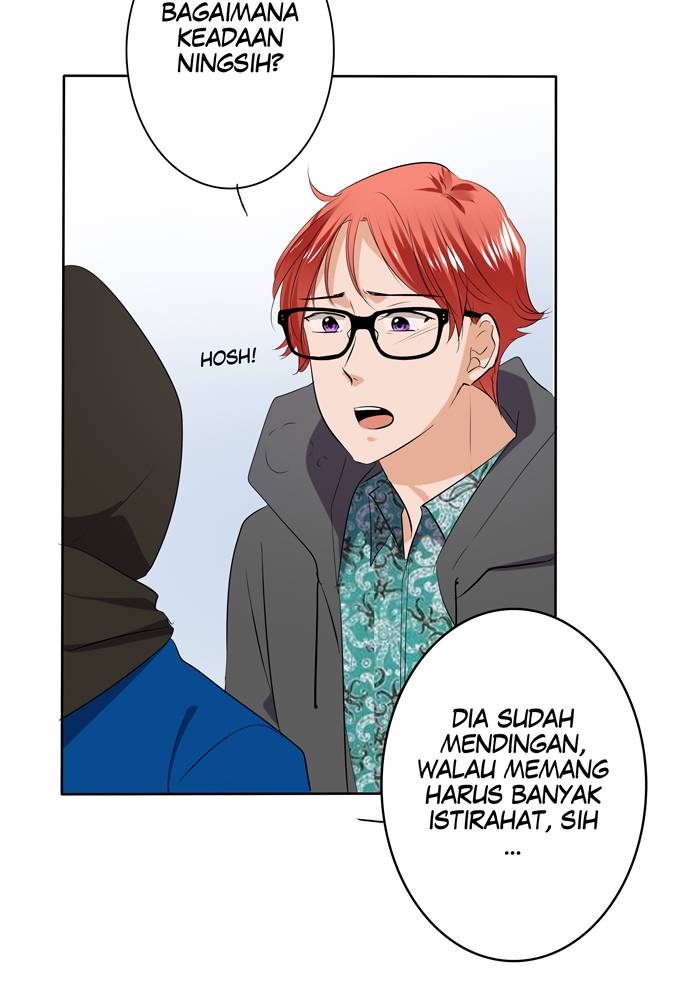 BAGAIMANA
KEADAAN
NINGSIH?
HOSH!
DIA SUDAH
MENDINGAN,
WALAU MEMANG
HARUS BANYAK
ISTIRAHAT, SIH
...